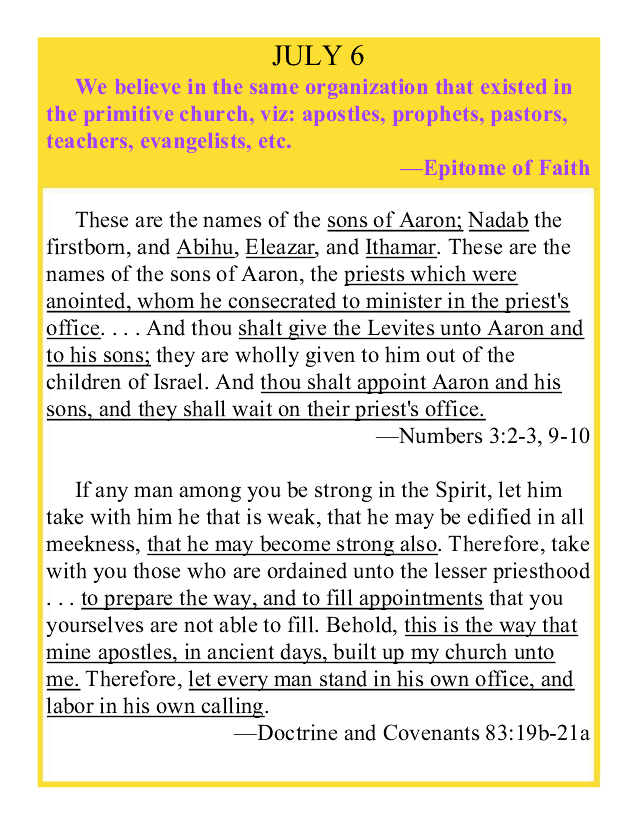 JULY 6
We believe in the same organization that existed in
the primitive church, viz: apostles, prophets, pastors,
teachers, evangelists, etc.
—Epitome of Faith
These are the names of the sons of Aaron; Nadab the
firstborn, and Abihu, Eleazar, and Ithamar. These are the
names of the sons of Aaron, the priests which were
anointed, whom he consecrated to minister in the priest's
office. . . . And thou shalt give the Levites unto Aaron and
to his sons; they are wholly given to him out of the
children of Israel. And thou shalt appoint Aaron and his
sons, and they shall wait on their priest's office.
—Numbers 3:2-3, 9-10
If any man among you be strong in the Spirit, let him
take with him he that is weak, that he may be edified in all
meekness, that he may become strong also. Therefore, take
with you those who are ordained unto the lesser priesthood
. . . to prepare the way, and to fill appointments that you
yourselves are not able to fill. Behold, this is the way that
mine apostles, in ancient days, built up my church unto
me. Therefore, let every man stand in his own office, and
labor in his own calling.
—Doctrine and Covenants 83:19b-21a